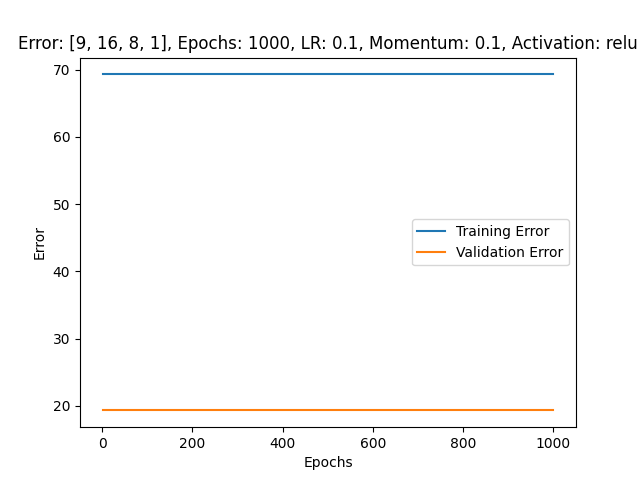 Error: [9, 16, 8, 1], Epochs: 1000, LR: 0.1, Momentum: 0.1, Activation: relu
70
60
50
40
30
20
Error
Training Error
Validation Error
0 200 400 600 800 1000
Epochs